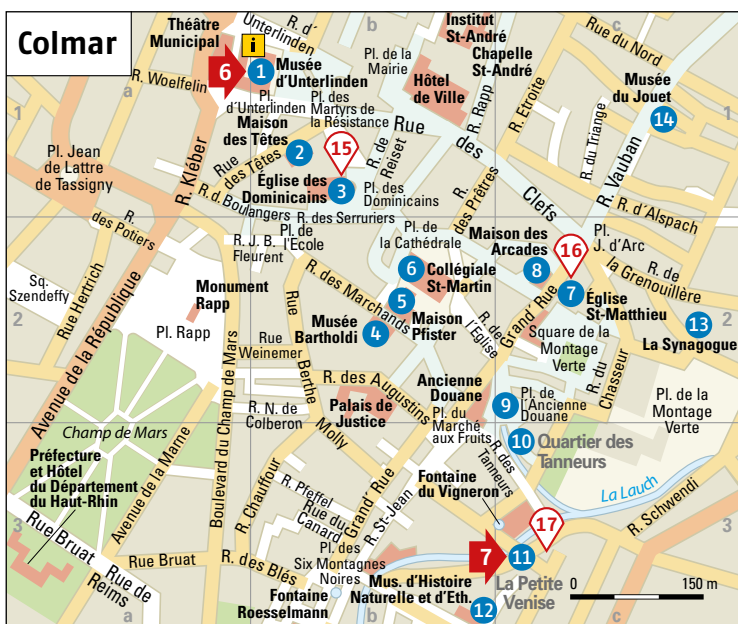 Colmar
Théâtre
Municipal
R. d'
Unterlinden
b
Institut
St-André
Chapelle
St-André
c
Rue du Nord
i
6
1
Musée
d'Unterlinden
Pl. de la
Mairie
Hôtel
de Ville
R. Rapp
R. Etroite
Musée
du Jouet
14
a
R. Woelfelin
Pl.
d'Unterlinden
Pl. des
Martyrs de
la Résistance
1
1
Maison
des Têtes
2
15
Rue
des Têtes
Rue
des
Clefs
R. de
Reiset
R. du Triange
R. Vauban
Pl. Jean
de Lattre
de Tassigny
R. Kléber
Église des
Dominicains
3
Pl. des
Dominicains
R.
des Prêtres
R. d'Alspach
R. d. Boulangers
R. des Serruriers
R.
des Potiers
R. J. B.
Fleurent
Pl. de
l'Ecole
Pl. de
la Cathédrale
Maison des
Arcades
8
16
Pl.
J. d'Arc
R. de
la Grenouillère
6
Collégiale
St-Martin
7
Église
St-Matthieu
Sq.
Szendeffy
Rue Hertrich
Monument
Rapp
R. des Marchands
5
Maison
Pfister
R. des
l'Eglise
Grand' Rue
13
La Synagogue
2
2
Avenue de la République
Pl. Rapp
Rue
Weinemer
Musée
Bartholdi
4
Square de la
Montage
Verte
R. du
Chasseur
Rue
Berthe
Molly
R. des Augustins
Ancienne
Douane
9
Pl. de
l'Ancienne
Douane
Pl. de la
Montage
Verte
Boulevard du Champ de Mars
R. N. de
Colberon
Palais de
Justice
Pl. du
Marché
aux Fruits
10
Quartier des
Tanneurs
Champ de Mars
Avenue de la Marne
R. des
Tanneurs
Préfecture
et Hôtel
du Département
du Haut-Rhin
R. Chauffour
R. Pfeffel
Rue du
Canard
Grand' Rue
R. St-Jean
Fontaine
du Vigneron
La Lauch
R. Schwendi
3
3
Rue Bruat
Rue de
Reims
Rue Bruat
R. des Blés
Pl. des
Six Montagnes
Noires
7
11
17
La Petite
Venise
0
150 m
Fontaine
Roesselmann
Mus. d'Histoire
Naturelle et d'Eth.
12
a
b
c